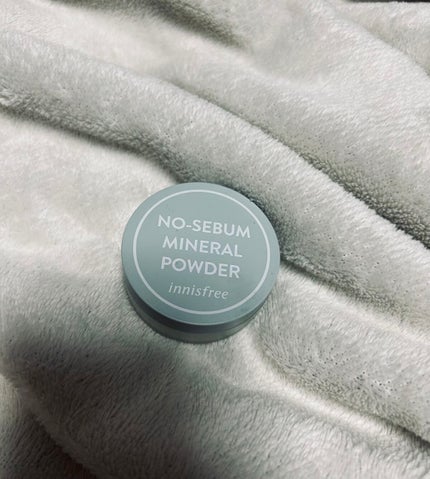 NO-SEBUM
MINERAL
POWDER
innisfree